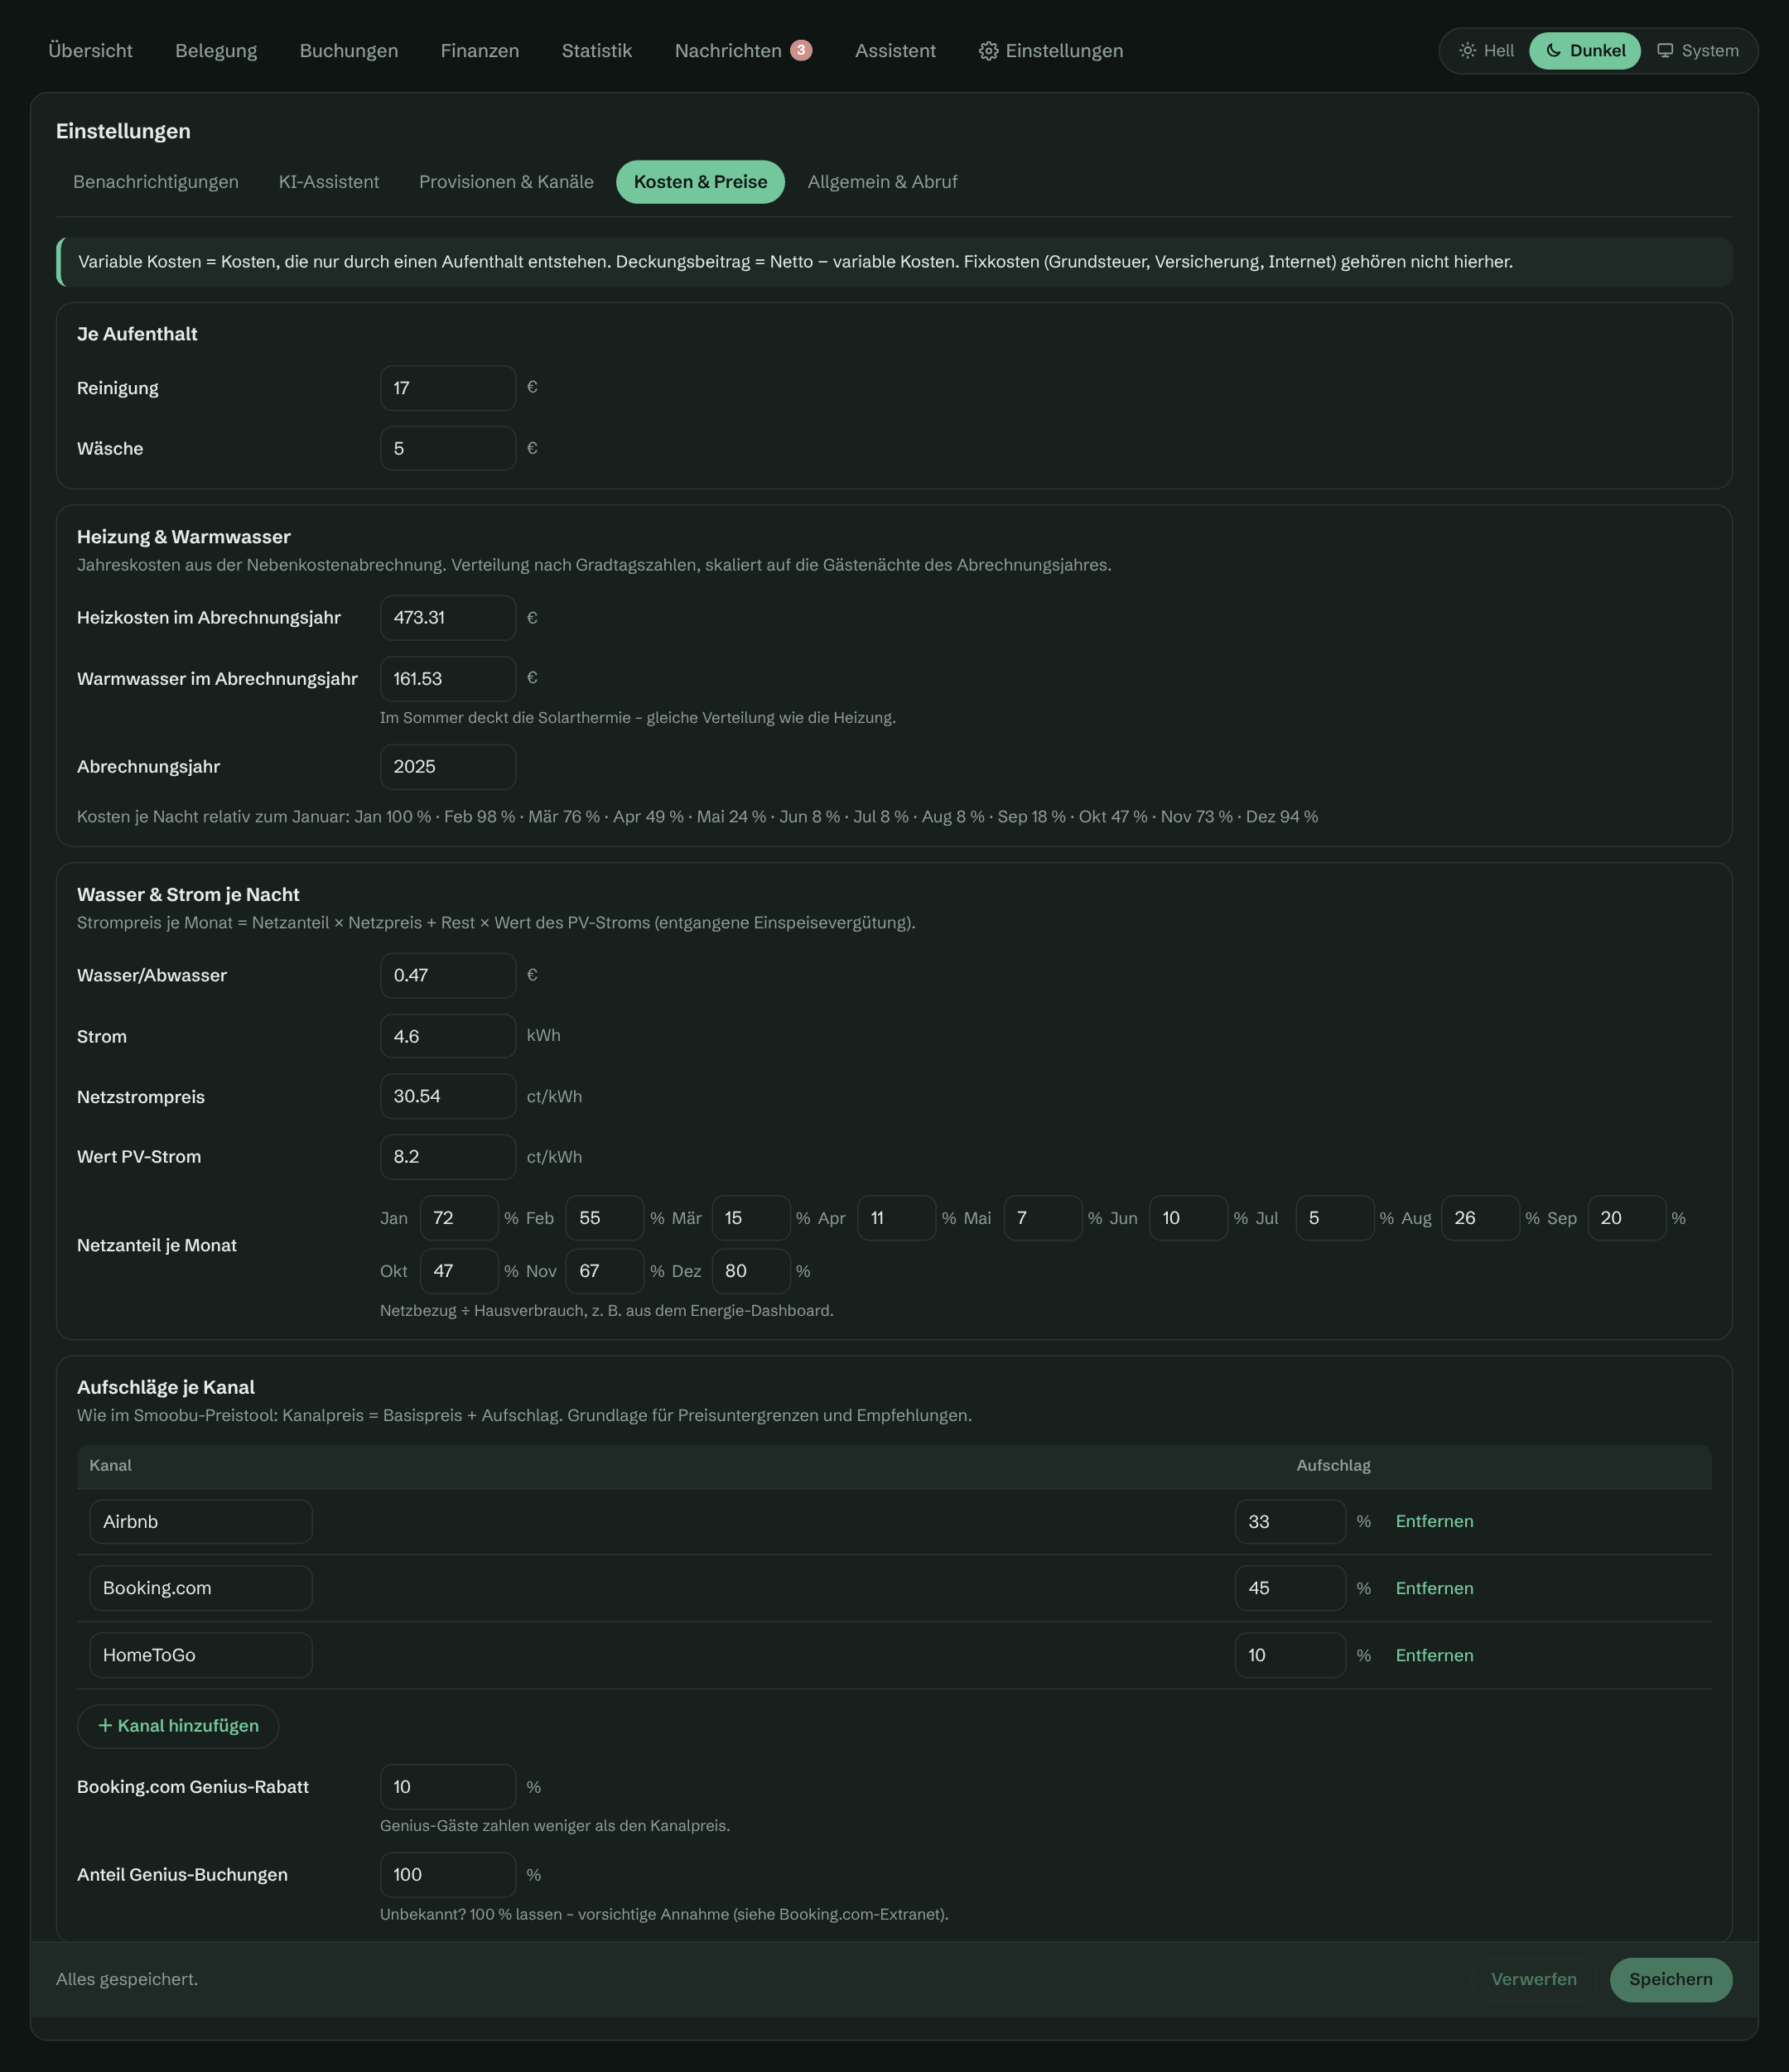 Übersicht Belegung Buchungen Finanzen Statistik Nachrichten 3 Assistent Einstellungen Hell Dunkel System
Einstellungen
Benachrichtigungen KI-Assistent Provisionen & Kanäle Kosten & Preise Allgemein & Abruf
Variable Kosten = Kosten, die nur durch einen Aufenthalt entstehen. Deckungsbeitrag = Netto – variable Kosten. Fixkosten (Grundsteuer, Versicherung, Internet) gehören nicht hierher.
Je Aufenthalt
Reinigung 17 €
Wäsche 5 €
Heizung & Warmwasser
Jahreskosten aus der Nebenkostenabrechnung. Verteilung nach Gradtagszahlen, skaliert auf die Gästenächte des Abrechnungsjahres.
Heizkosten im Abrechnungsjahr 473.31 €
Warmwasser im Abrechnungsjahr 161.53 €
Im Sommer deckt die Solarthermie – gleiche Verteilung wie die Heizung.
Abrechnungsjahr 2025
Kosten je Nacht relativ zum Januar: Jan 100 % · Feb 98 % · Mär 76 % · Apr 49 % · Mai 24 % · Jun 8 % · Jul 8 % · Aug 8 % · Sep 18 % · Okt 47 % · Nov 73 % · Dez 94 %
Wasser & Strom je Nacht
Strompreis je Monat = Netzanteil × Netzpreis + Rest × Wert des PV-Stroms (entgangene Einspeisevergütung).
Wasser/Abwasser 0.47 €
Strom 4.6 kWh
Netzstrompreis 30.54 ct/kWh
Wert PV-Strom 8.2 ct/kWh
Netzanteil je Monat
Jan 72 % Feb 55 % Mär 15 % Apr 11 % Mai 7 % Jun 10 % Jul 5 % Aug 26 % Sep 20 %
Okt 47 % Nov 67 % Dez 80 %
Netzbezug ÷ Hausverbrauch, z. B. aus dem Energie-Dashboard.
Aufschläge je Kanal
Wie im Smoobu-Preistool: Kanalpreis = Basispreis + Aufschlag. Grundlage für Preisuntergrenzen und Empfehlungen.
Kanal Aufschlag
Airbnb 33 % Entfernen
Booking.com 45 % Entfernen
HomeToGo 10 % Entfernen
+ Kanal hinzufügen
Booking.com Genius-Rabatt 10 %
Genius-Gäste zahlen weniger als den Kanalpreis.
Anteil Genius-Buchungen 100 %
Unbekannt? 100 % lassen – vorsichtige Annahme (siehe Booking.com-Extranet).
Alles gespeichert. Verwerfen Speichern